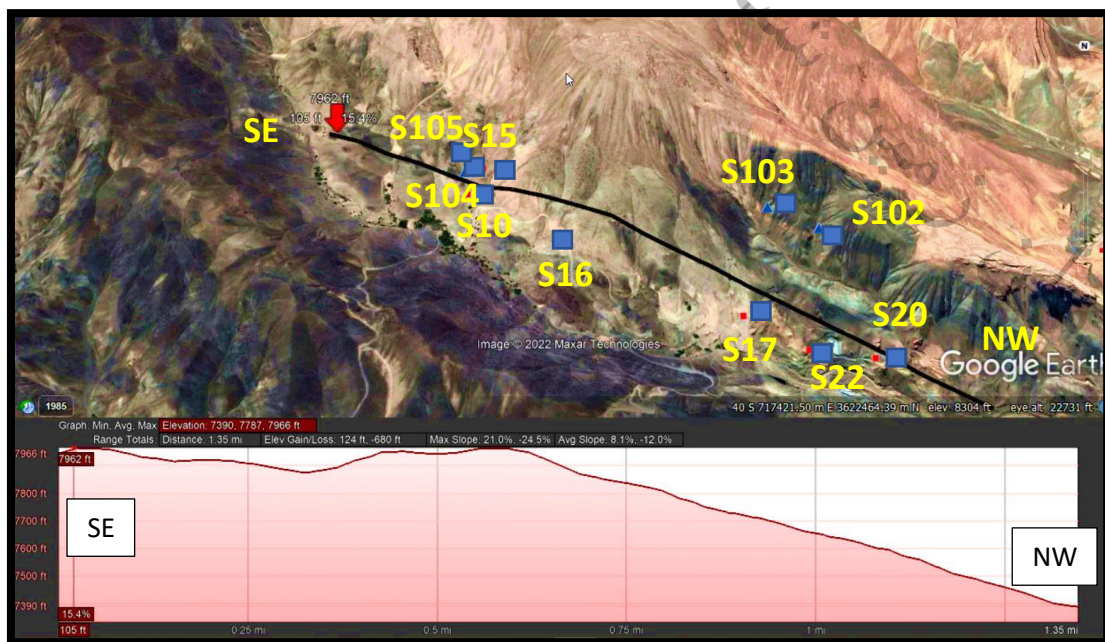 N
7962 ft
105 ft 15.4%
SE
S105 S15
S104
S10
S16
S103
S102
S20
S17
S22
NW
Image © 2022 Maxar Technologies
Google Earth
1985
40 S 717421.50 m E 3622464.39 m N elev 8304 ft eye alt 22731 ft
Graph: Min, Avg, Max Elevation: 7390, 7787, 7966 ft
Range Totals: Distance: 1.35 mi Elev Gain/Loss: 124 ft, -680 ft Max Slope: 21.0%, -24.5% Avg Slope: 8.1%, -12.0%
7966 ft
7962 ft
7800 ft
7700 ft
7600 ft
7500 ft
7390 ft
SE
NW
15.4%
105 ft 0.25 mi 0.5 mi 0.75 mi 1 mi 1.35 mi